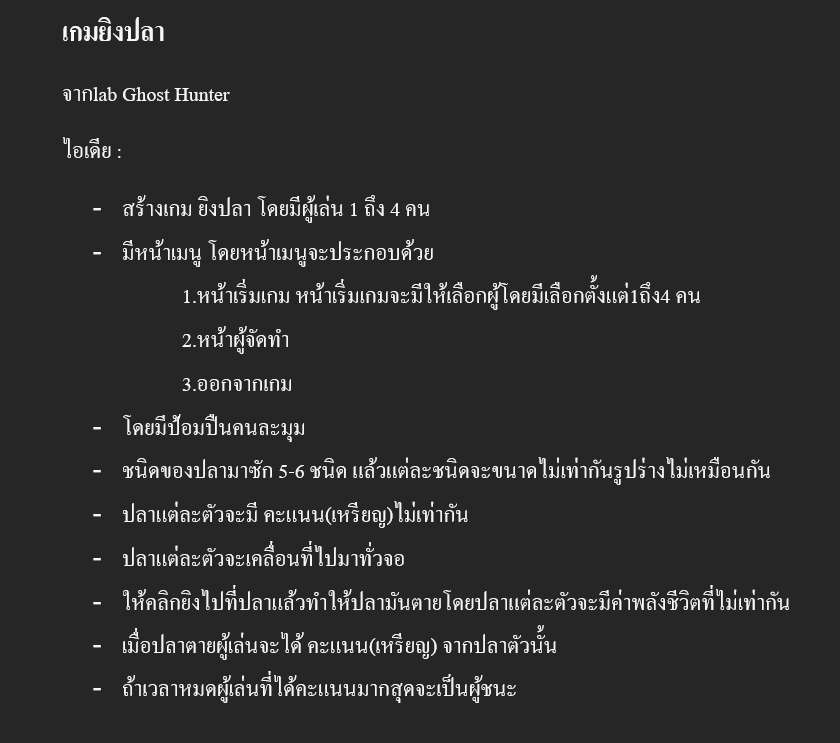 เกมยิงปลา
จากlab Ghost Hunter
ไอเดีย :
- สร้างเกม ยิงปลา โดยมีผู้เล่น 1 ถึง 4 คน
- มีหน้าเมนู โดยหน้าเมนูจะประกอบด้วย
1.หน้าเริ่มเกม หน้าเริ่มเกมจะมีให้เลือกผู้โดยมีเลือกตั้งแต่1ถึง4 คน
2.หน้าผู้จัดทำ
3.ออกจากเกม
- โดยมีป้อมปืนคนละมุม
- ชนิดของปลามาซัก 5-6 ชนิด แล้วแต่ละชนิดจะขนาดไม่เท่ากันรูปร่างไม่เหมือนกัน
- ปลาแต่ละตัวจะมี คะแนน(เหรียญ)ไม่เท่ากัน
- ปลาแต่ละตัวจะเคลื่อนที่ไปมาทั่วจอ
- ให้คลิกยิงไปที่ปลาแล้วทำให้ปลามันตายโดยปลาแต่ละตัวจะมีค่าพลังชีวิตที่ไม่เท่ากัน
- เมื่อปลาตายผู้เล่นจะได้ คะแนน(เหรียญ) จากปลาตัวนั้น
- ถ้าเวลาหมดผู้เล่นที่ได้คะแนนมากสุดจะเป็นผู้ชนะ